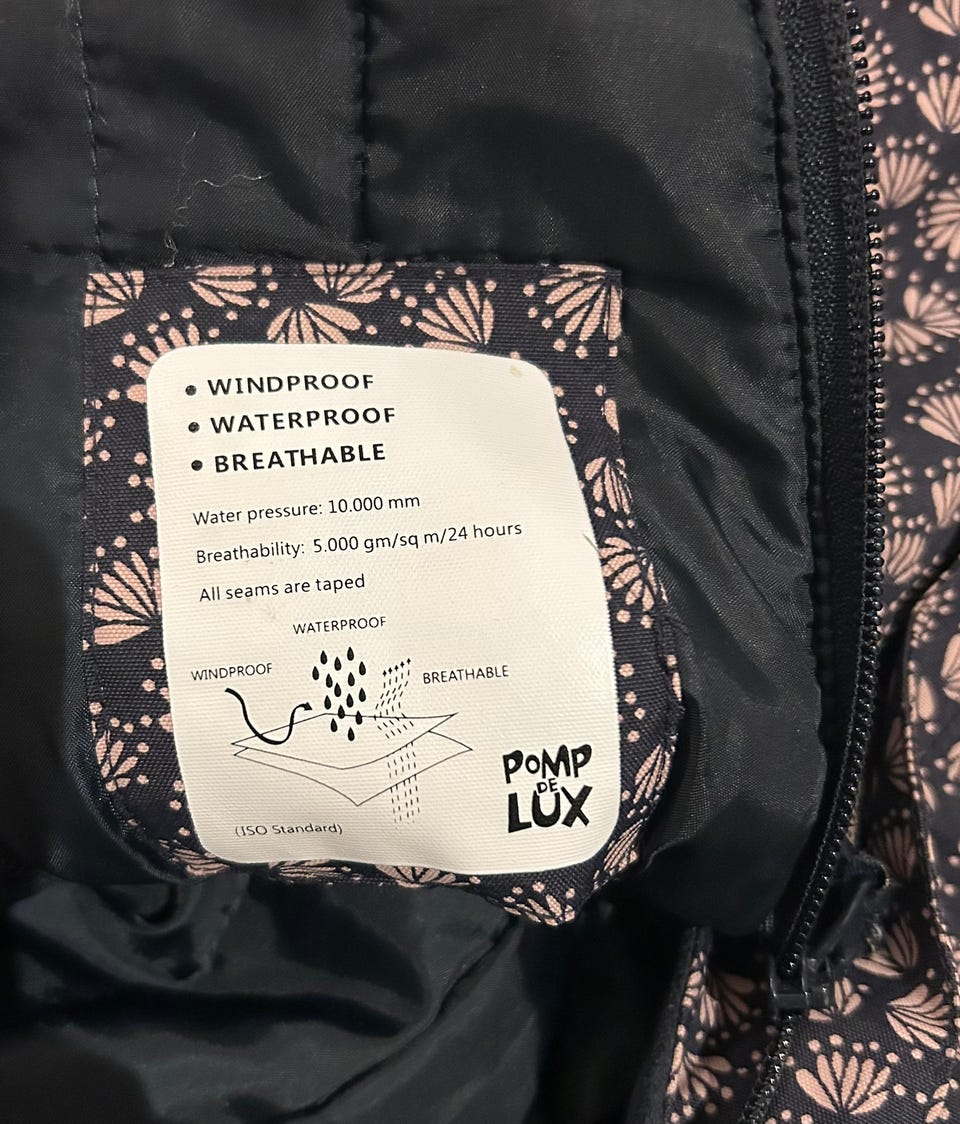 • WINDPROOF
• WATERPROOF
• BREATHABLE
Water pressure: 10.000 mm
Breathability: 5.000 gm/sq m/24 hours
All seams are taped
WATERPROOF
WINDPROOF
BREATHABLE
POMP
DE
LUX
(ISO Standard)